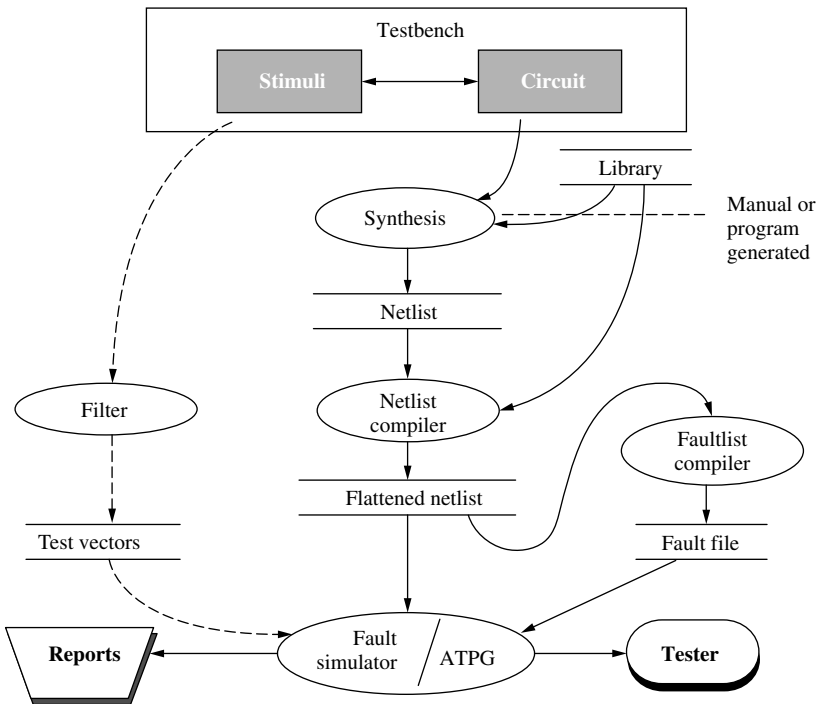 Testbench
Stimuli
Circuit
Library
Synthesis
Manual or
program
generated
Netlist
Filter
Netlist
compiler
Faultlist
compiler
Flattened netlist
Test vectors
Fault file
Reports
Fault
simulator
ATPG
Tester